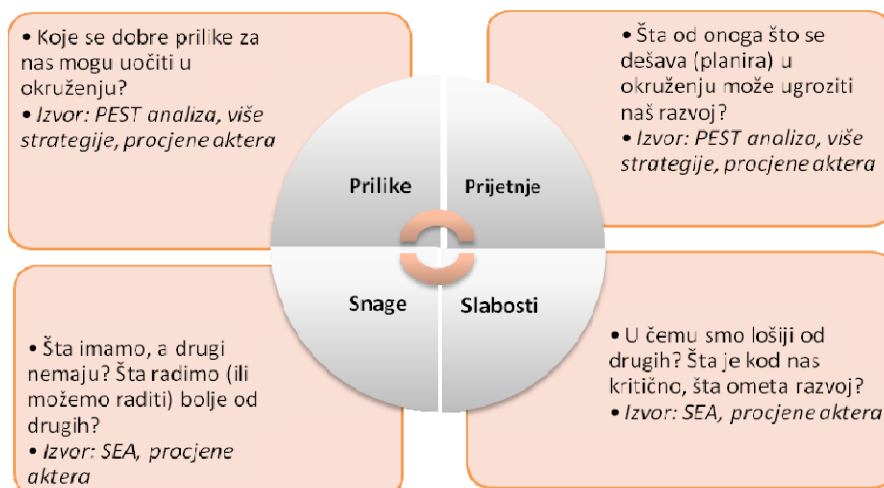 • Koje se dobre prilike za
nas mogu uočiti u
okruženju?
• Izvor: PEST analiza, više
strategije, procjene aktera
• Šta od onoga što se
dešava (planira) u
okruženju može ugroziti
naš razvoj?
• Izvor: PEST analiza, više
strategije, procjene aktera
Prilike
Prijetnje
Snage
Slabosti
• Šta imamo, a drugi
nemaju? Šta radimo (ili
možemo raditi) bolje od
drugih?
• Izvor: SEA, procjene
aktera
• U čemu smo lošiji od
drugih? Šta je kod nas
kritično, šta ometa razvoj?
• Izvor: SEA, procjene aktera